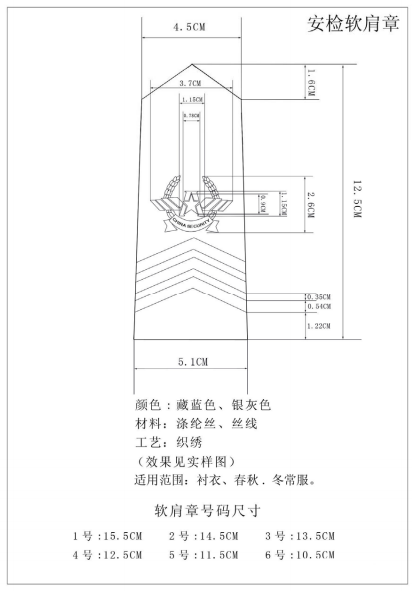 安检软肩章
4.5CM
1.6CM
3.7CM
1.15CM
0.78CM
12.5CM
0.9CM
1.15CM
2.6CM
CHINA SECURITY
0.35CM
0.54CM
1.22CM
5.1CM
颜色:藏蓝色、银灰色
材料:涤纶丝、丝线
工艺:织绣
(效果见实样图)
适用范围:衬衣、春秋.冬常服。
软肩章号码尺寸
1号:15.5CM 2号:14.5CM 3号:13.5CM
4号:12.5CM 5号:11.5CM 6号:10.5CM